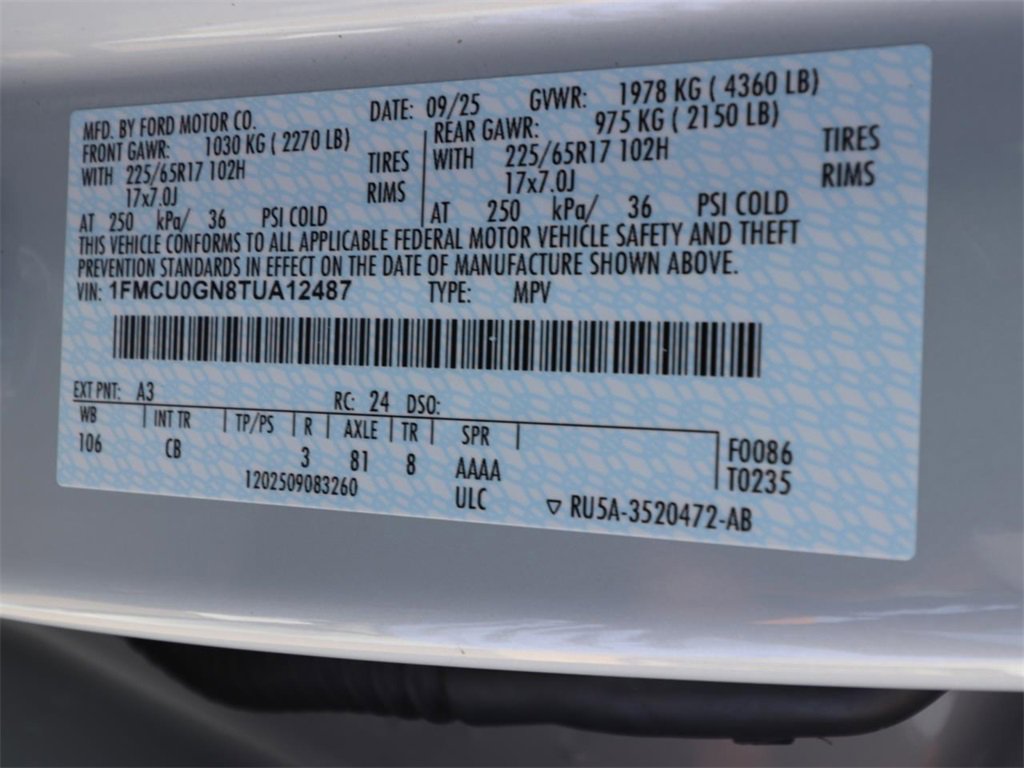 MFD. BY FORD MOTOR CO. DATE: 09/25 GVWR: 1978 KG ( 4360 LB)
FRONT GAWR: 1030 KG ( 2270 LB) REAR GAWR: 975 KG ( 2150 LB)
WITH 225/65R17 102H TIRES WITH 225/65R17 102H TIRES
17x7.0J RIMS 17x7.0J RIMS
AT 250 kPa/ 36 PSI COLD AT 250 kPa/ 36 PSI COLD
THIS VEHICLE CONFORMS TO ALL APPLICABLE FEDERAL MOTOR VEHICLE SAFETY AND THEFT
PREVENTION STANDARDS IN EFFECT ON THE DATE OF MANUFACTURE SHOWN ABOVE.
VIN: 1FMCU0GN8TUA12487 TYPE: MPV
EXT PNT: A3 RC: 24 DSO:
WB INT TR TP/PS R AXLE TR SPR
106 CB 3 81 8 AAAA F0086
1202509083260 ULC T0235
▽ RU5A-3520472-AB